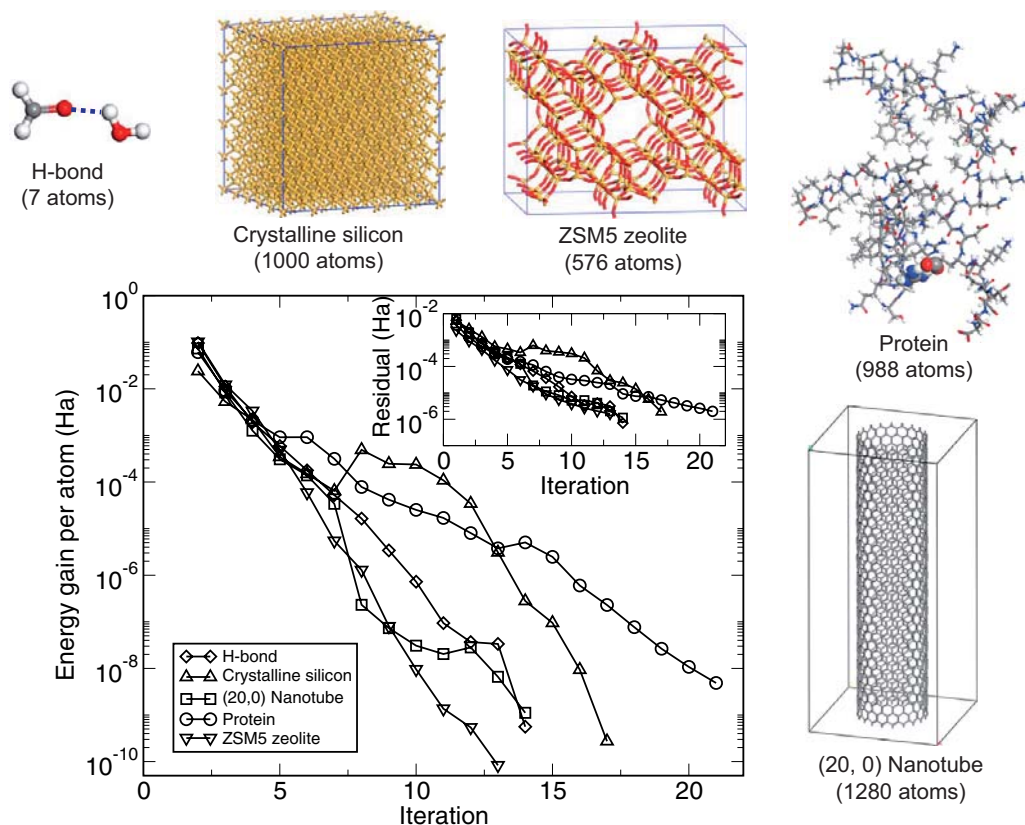 H-bond
(7 atoms)
Crystalline silicon
(1000 atoms)
ZSM5 zeolite
(576 atoms)
Protein
(988 atoms)
(20, 0) Nanotube
(1280 atoms)
Energy gain per atom (Ha)
10^0
10^-2
10^-4
10^-6
10^-8
10^-10
0
5
10
15
20
Iteration
H-bond
Crystalline silicon
(20,0) Nanotube
Protein
ZSM5 zeolite
Residual (Ha)
10^-2
10^-4
10^-6
0
5
10
15
20
Iteration